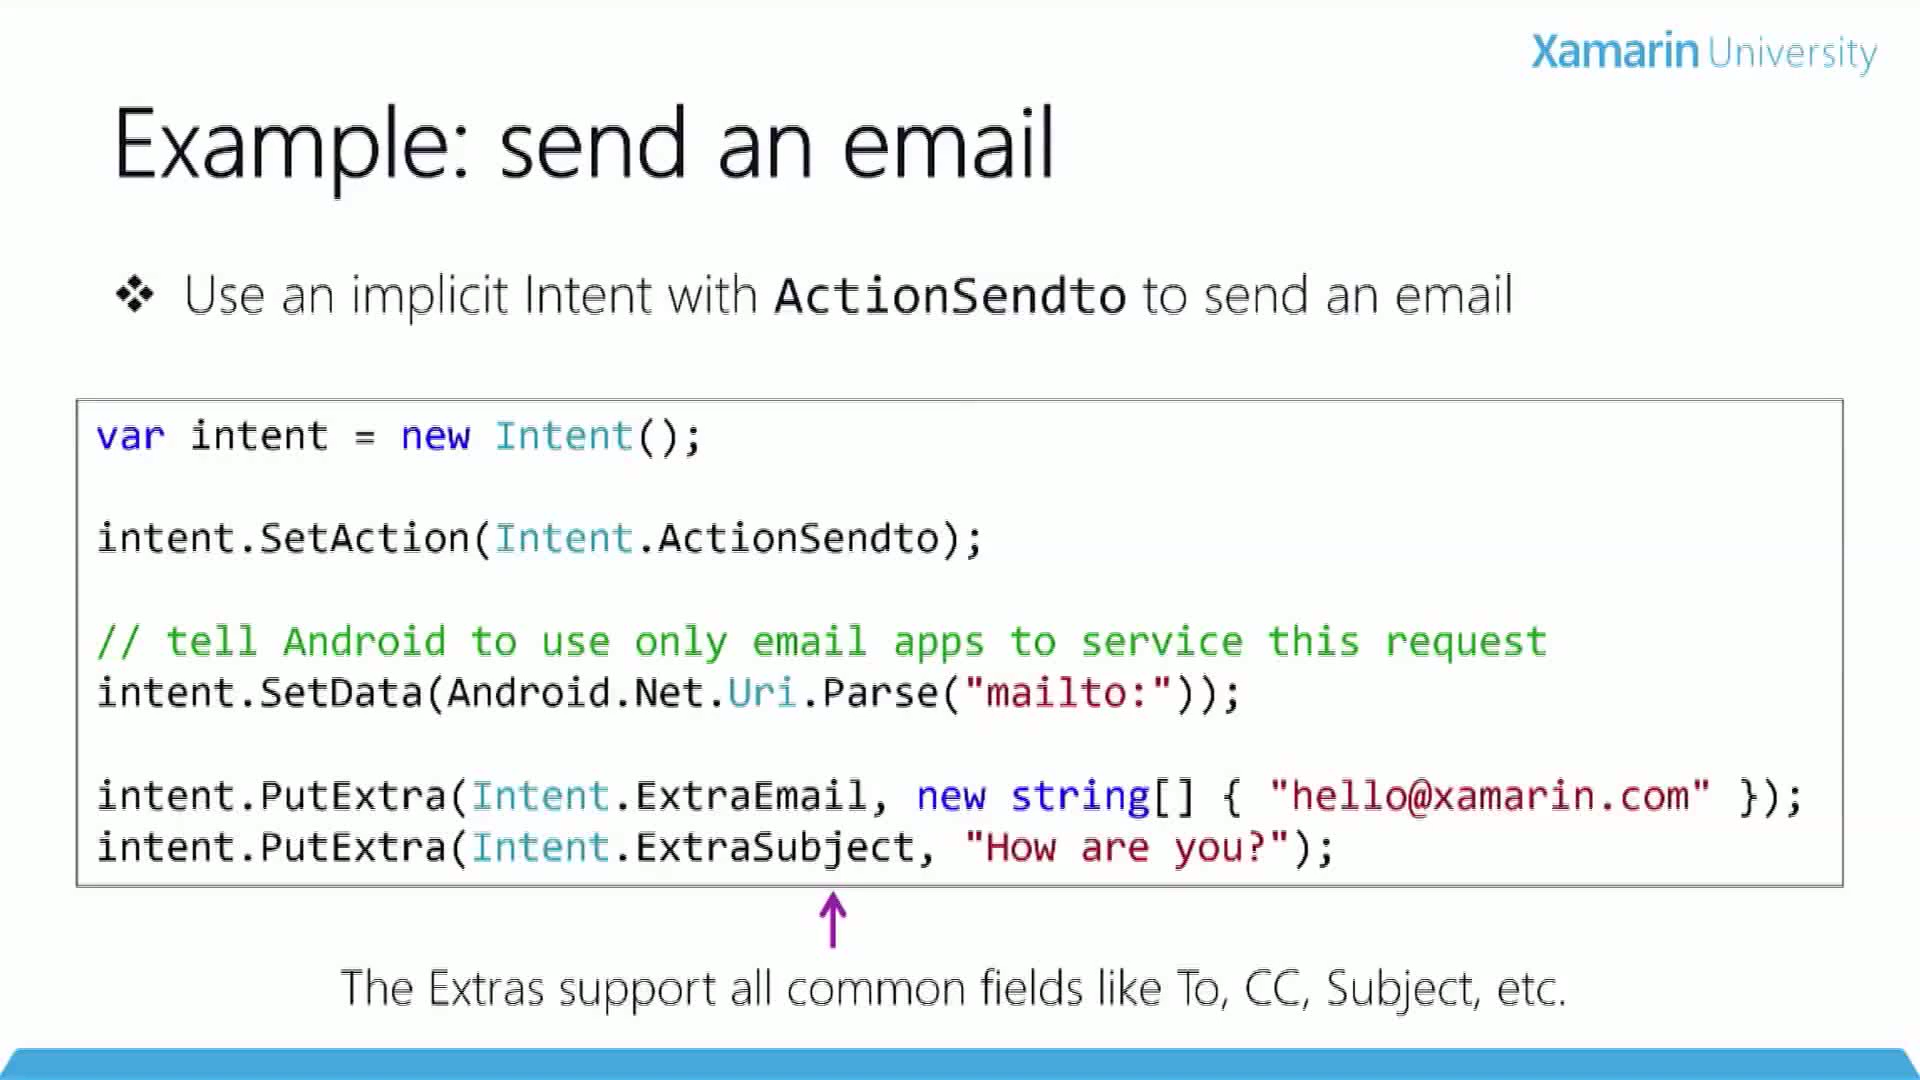 Xamarin University
Example: send an email
❖ Use an implicit Intent with ActionSendto to send an email
var intent = new Intent();
intent.SetAction(Intent.ActionSendto);
// tell Android to use only email apps to service this request
intent.SetData(Android.Net.Uri.Parse("mailto:"));
intent.PutExtra(Intent.ExtraEmail, new string[] { "hello@xamarin.com" });
intent.PutExtra(Intent.ExtraSubject, "How are you?");
The Extras support all common fields like To, CC, Subject, etc.